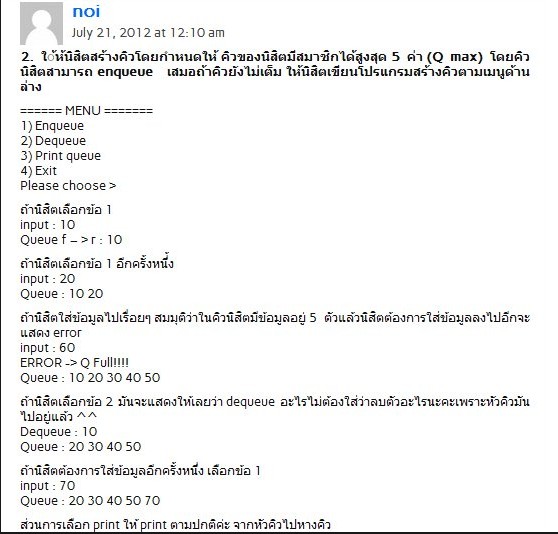 noi
July 21, 2012 at 12:10 am
2. ให้นิสิตสร้างคิวโดยกำหนดให้ คิวของนิสิตมีสมาชิกได้สูงสุด 5 ค่า (Q max) โดยคิว
นิสิตสามารถ enqueue เสมอถ้าคิวยังไม่เต็ม ให้นิสิตเขียนโปรแกรมสร้างคิวตามเมนูด้าน
ล่าง
====== MENU =======
1) Enqueue
2) Dequeue
3) Print queue
4) Exit
Please choose >
ถ้านิสิตเลือกข้อ 1
input : 10
Queue f – > r : 10
ถ้านิสิตเลือกข้อ 1 อีกครั้งหนึ่ง
input : 20
Queue : 10 20
ถ้านิสิตใส่ข้อมูลไปเรื่อยๆ สมมุติว่าในคิวนิสิตมีข้อมูลอยู่ 5 ตัวแล้วนิสิตต้องการใส่ข้อมูลลงไปอีกจะ
แสดง error
input : 60
ERROR -> Q Full!!!!
Queue : 10 20 30 40 50
ถ้านิสิตเลือกข้อ 2 มันจะแสดงให้เลยว่า dequeue อะไรไม่ต้องใส่ว่าลบตัวอะไรนะคะเพราะหัวคิวมัน
ไปอยู่แล้ว ^ ^
Dequeue : 10
Queue : 20 30 40 50
ถ้านิสิตต้องการใส่ข้อมูลอีกครั้งหนึ่ง เลือกข้อ 1
input : 70
Queue : 20 30 40 50 70
ส่วนการเลือก print ให้ print ตามปกติค่ะ จากหัวคิวไปหางคิว